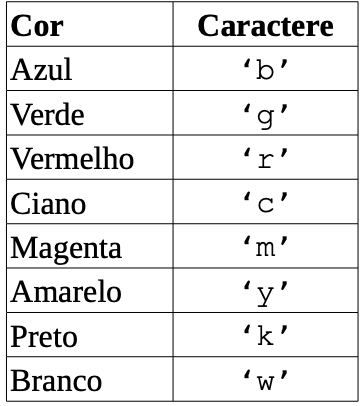 Cor Caractere
Azul ‘b’
Verde ‘g’
Vermelho ‘r’
Ciano ‘c’
Magenta ‘m’
Amarelo ‘y’
Preto ‘k’
Branco ‘w’